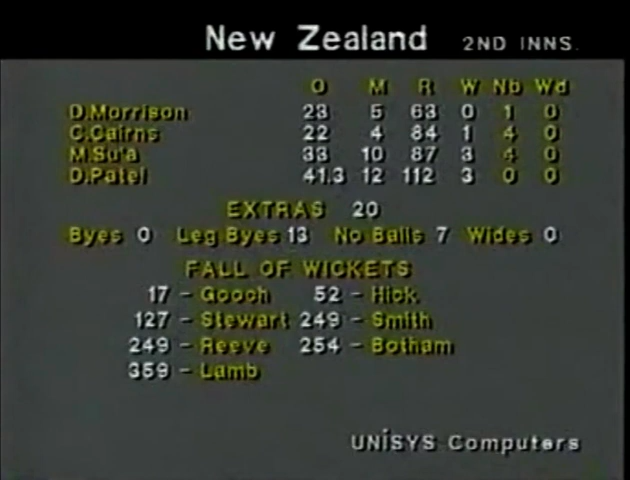 New Zealand 2ND INNS.
O M R W Nb Wd
D.Morrison 23 5 63 0 1 0
C.Cairns 22 4 84 1 4 0
M.Su'a 33 10 87 3 4 0
D.Patel 41.3 12 112 3 0 0
EXTRAS 20
Byes 0 Leg Byes 13 No Balls 7 Wides 0
FALL OF WICKETS
17 - Gooch 52 - Hick
127 - Stewart 249 - Smith
249 - Reeve 254 - Botham
359 - Lamb
UNISYS Computers